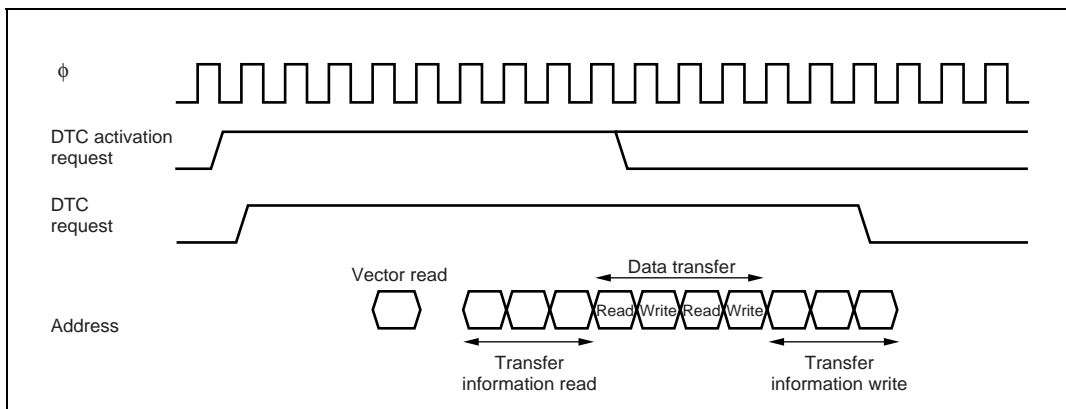 ϕ
DTC activation
request
DTC
request
Vector read
Data transfer
Address
Read Write Read Write
Transfer
information read
Transfer
information write